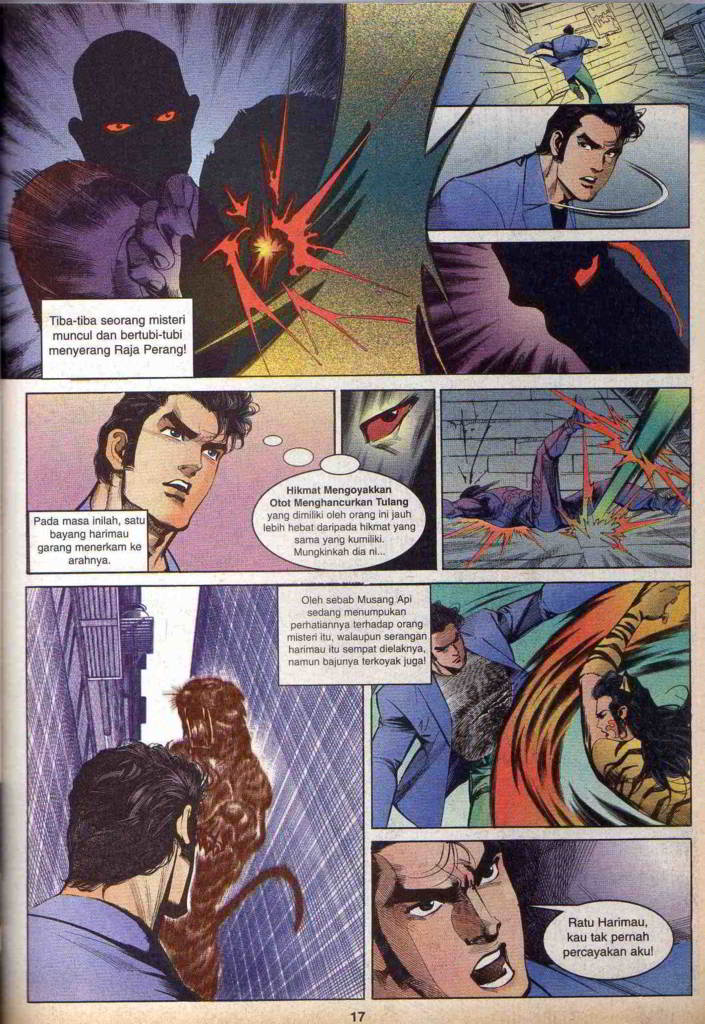 Tiba-tiba seorang misteri
muncul dan bertubi-tubi
menyerang Raja Perang!
Pada masa inilah, satu
bayang harimau
garang menerkam ke
arahnya.
Hikmat Mengoyakkan
Otot Menghancurkan Tulang
yang dimiliki oleh orang ini jauh
lebih hebat daripada hikmat yang
sama yang kumiliki.
Mungkinkah dia ni...
Oleh sebab Musang Api
sedang menumpukan
perhatiannya terhadap orang
misteri itu, walaupun serangan
harimau itu sempat dielaknya,
namun bajunya terkoyak juga!
Ratu Harimau,
kau tak pernah
percayakan aku!
17